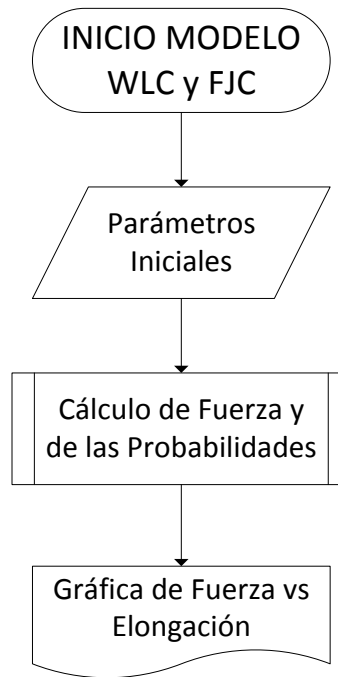 INICIO MODELO
WLC y FJC
Parámetros
Iniciales
Cálculo de Fuerza y
de las Probabilidades
Gráfica de Fuerza vs
Elongación